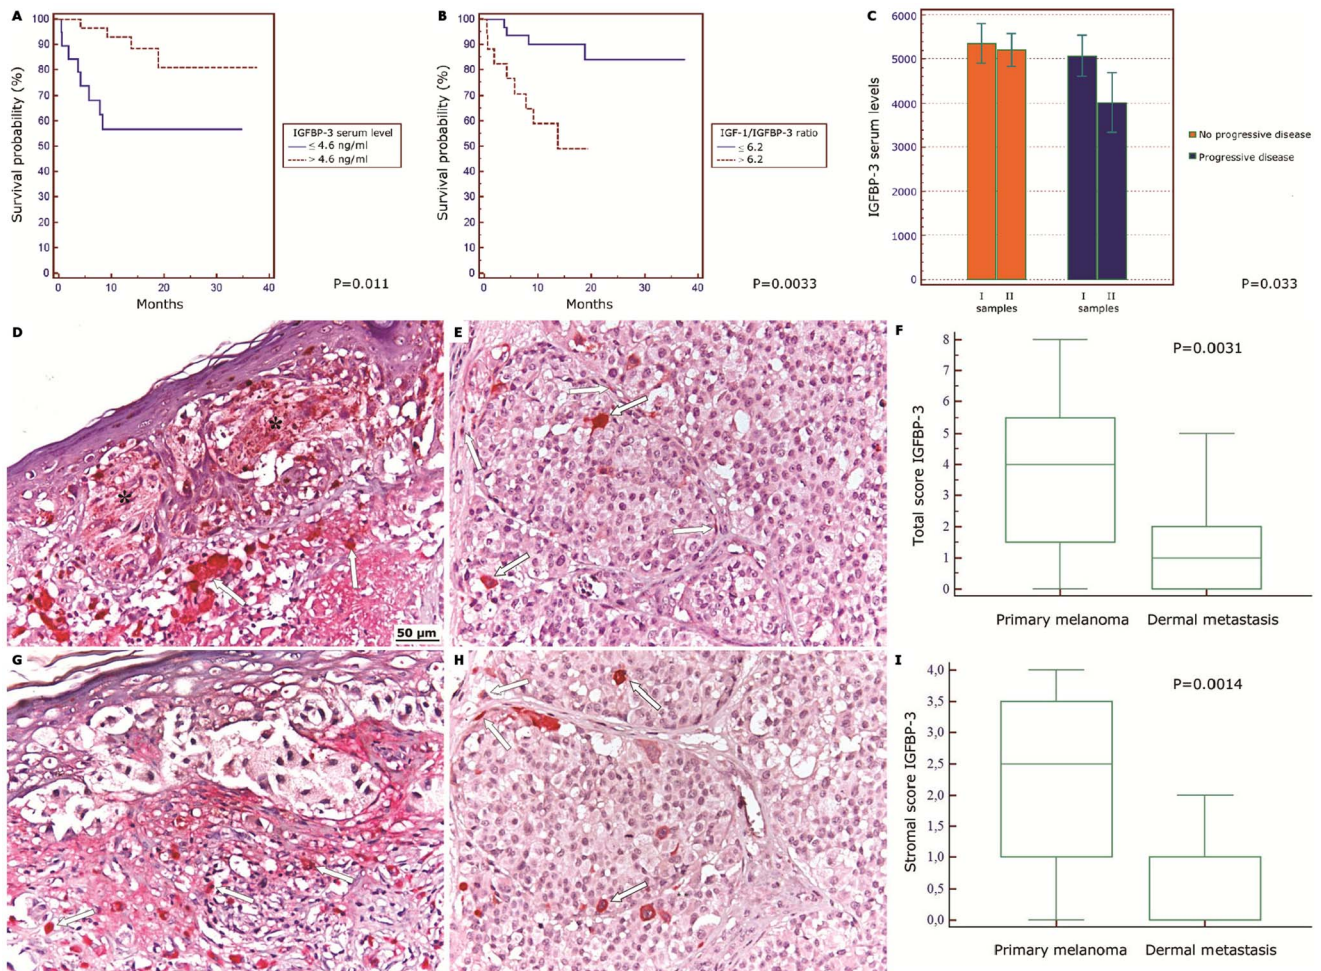 A
Survival probability (%)
100
90
80
70
60
50
40
30
20
10
0
0 10 20 30 40
Months
IGFBP-3 serum level
≤ 4.6 ng/ml
> 4.6 ng/ml
P=0.011
B
Survival probability (%)
100
90
80
70
60
50
40
30
20
10
0
0 10 20 30 40
Months
IGF-1/IGFBP-3 ratio
≤ 6.2
> 6.2
P=0.0033
C
IGFBP-3 serum levels
6000
5000
4000
3000
2000
1000
0
I II I II
samples samples
No progressive disease
Progressive disease
P=0.033
D
*
*
50 µm
E
F
Total score IGFBP-3
8
7
6
5
4
3
2
1
0
P=0.0031
Primary melanoma Dermal metastasis
G
H
I
Stromal score IGFBP-3
4,0
3,5
3,0
2,5
2,0
1,5
1,0
0,5
0,0
P=0.0014
Primary melanoma Dermal metastasis